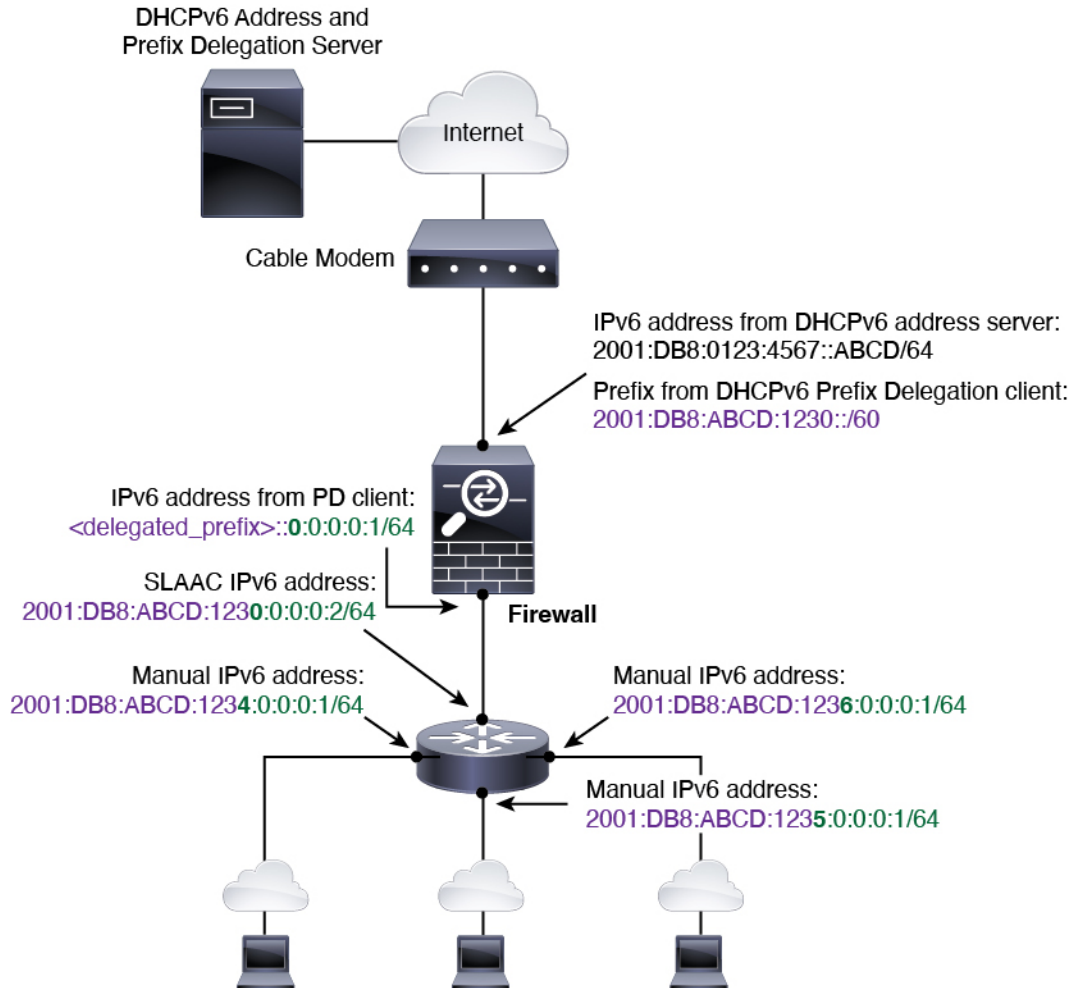 DHCPv6 Address and
Prefix Delegation Server
Internet
Cable Modem
IPv6 address from DHCPv6 address server:
2001:DB8:0123:4567::ABCD/64
Prefix from DHCPv6 Prefix Delegation client:
2001:DB8:ABCD:1230::/60
IPv6 address from PD client:
<delegated_prefix>::0:0:0:0:1/64
SLAAC IPv6 address:
2001:DB8:ABCD:1230:0:0:0:2/64
Firewall
Manual IPv6 address:
2001:DB8:ABCD:1234:0:0:0:1/64
Manual IPv6 address:
2001:DB8:ABCD:1236:0:0:0:1/64
Manual IPv6 address:
2001:DB8:ABCD:1235:0:0:0:1/64